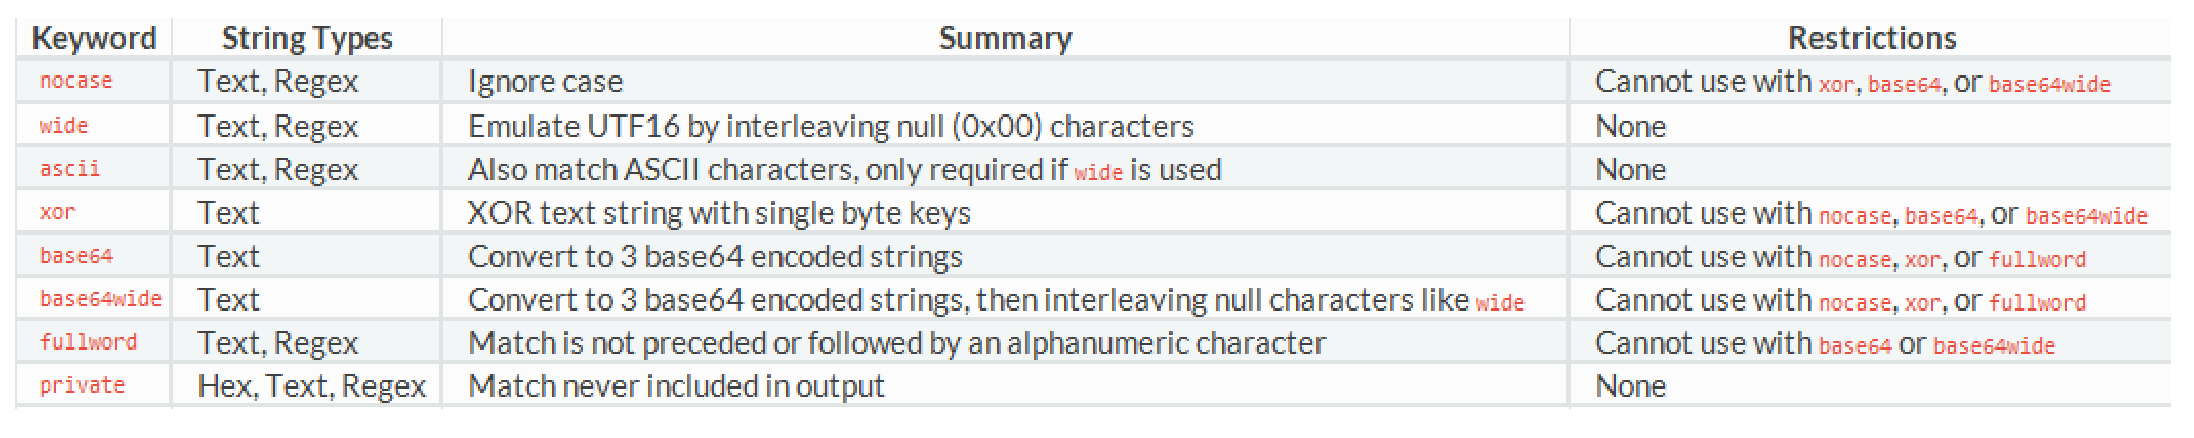 Keyword String Types Summary Restrictions
nocase Text, Regex Ignore case Cannot use with xor, base64, or base64wide
wide Text, Regex Emulate UTF16 by interleaving null (0x00) characters None
ascii Text, Regex Also match ASCII characters, only required if wide is used None
xor Text XOR text string with single byte keys Cannot use with nocase, base64, or base64wide
base64 Text Convert to 3 base64 encoded strings Cannot use with nocase, xor, or fullword
base64wide Text Convert to 3 base64 encoded strings, then interleaving null characters like wide Cannot use with nocase, xor, or fullword
fullword Text, Regex Match is not preceded or followed by an alphanumeric character Cannot use with base64 or base64wide
private Hex, Text, Regex Match never included in output None